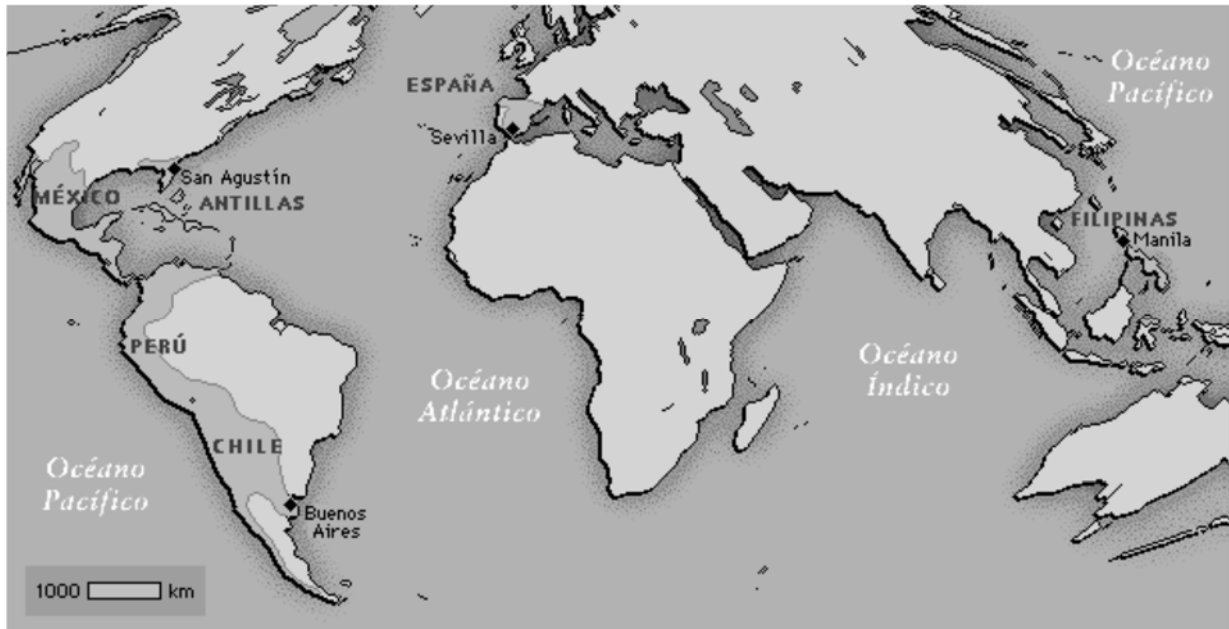 Océano
Pacífico
ESPAÑA
Sevilla
San Agustín
MÉXICO
ANTILLAS
FILIPINAS
Manila
PERÚ
Océano
Atlántico
Océano
Índico
CHILE
Océano
Pacífico
Buenos
Aires
1000 km